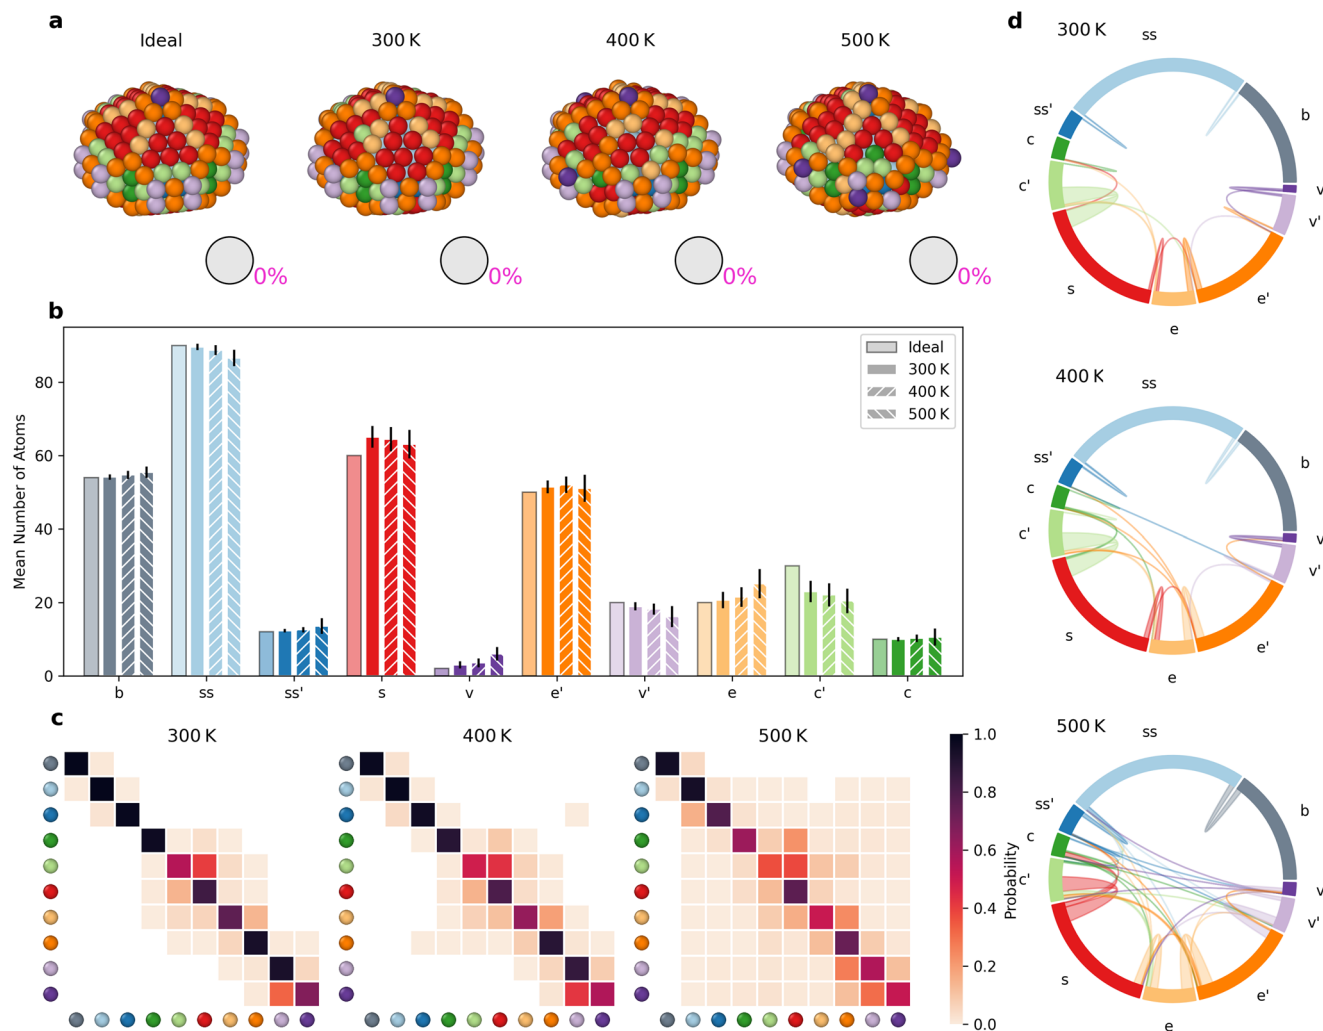 a
Ideal
300 K
400 K
500 K
0%
0%
0%
0%
b
Mean Number of Atoms
80
60
40
20
0
Ideal
300 K
400 K
500 K
b
ss
ss'
s
v
e'
v'
e
c'
c
c
300 K
400 K
500 K
1.0
0.8
0.6
0.4
0.2
0.0
Probability
d
300 K
ss
b
v
v'
e'
e
s
c'
c
ss'
400 K
ss
b
v
v'
e'
e
s
c'
c
ss'
500 K
ss
b
v
v'
e'
e
s
c'
c
ss'